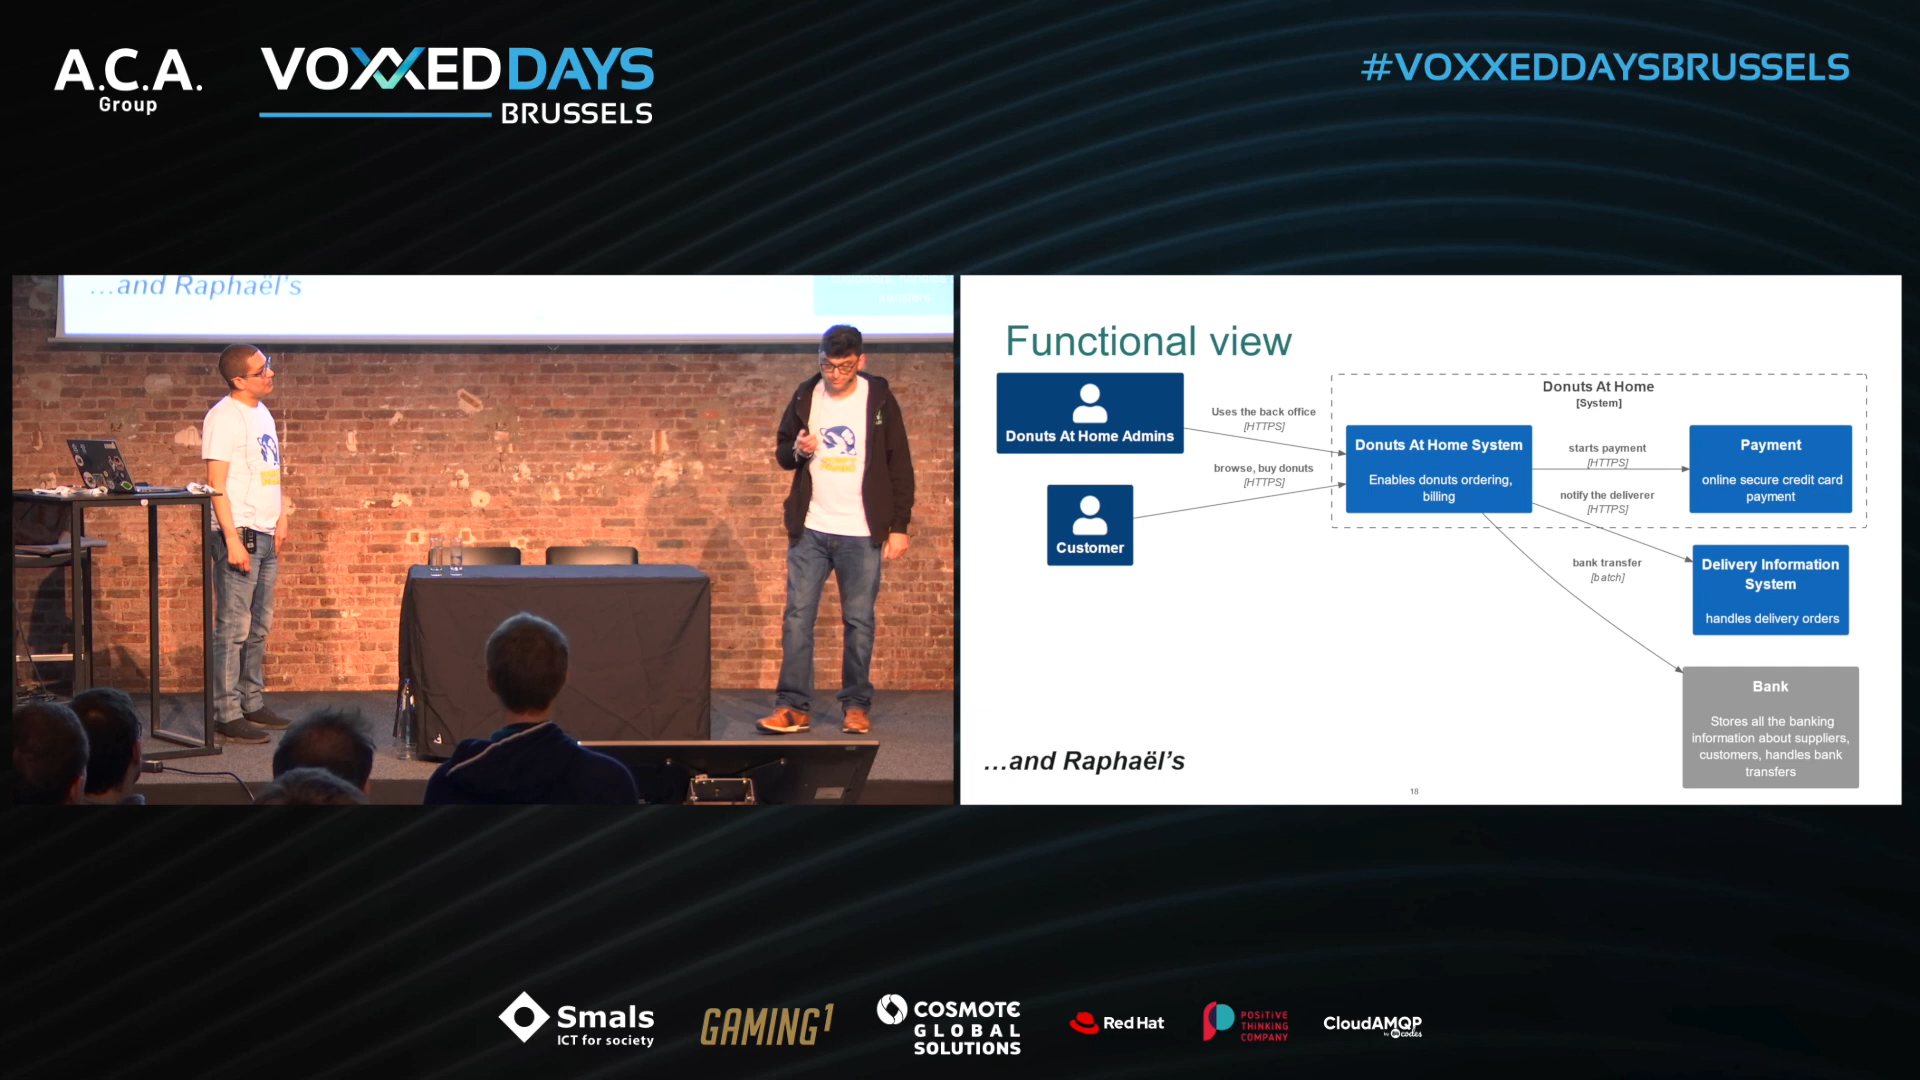 A.C.A.
Group
VOXXEDDAYS
BRUSSELS
#VOXXEDDAYSBRUSSELS
...and Raphaël's
transfers
Functional view
Donuts At Home Admins
Customer
Uses the back office
[HTTPS]
browse, buy donuts
[HTTPS]
Donuts At Home
[System]
Donuts At Home System
Enables donuts ordering,
billing
starts payment
[HTTPS]
notify the deliverer
[HTTPS]
bank transfer
[batch]
Payment
online secure credit card
payment
Delivery Information
System
handles delivery orders
Bank
Stores all the banking
information about suppliers,
customers, handles bank
transfers
...and Raphaël's
18
Smals
ICT for society
GAMING1
COSMOTE
GLOBAL
SOLUTIONS
Red Hat
POSITIVE
THINKING
COMPANY
CloudAMQP
by 84codes